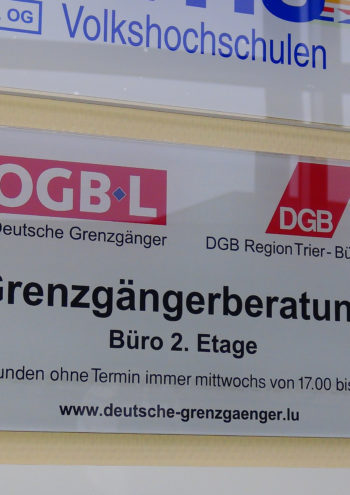 . OG
Volkshochschulen
OGB·L
DGB
Deutsche Grenzgänger
DGB Region Trier - Bü
Grenzgängerberatun
Büro 2. Etage
unden ohne Termin immer mittwochs von 17.00 bis
www.deutsche-grenzgaenger.lu